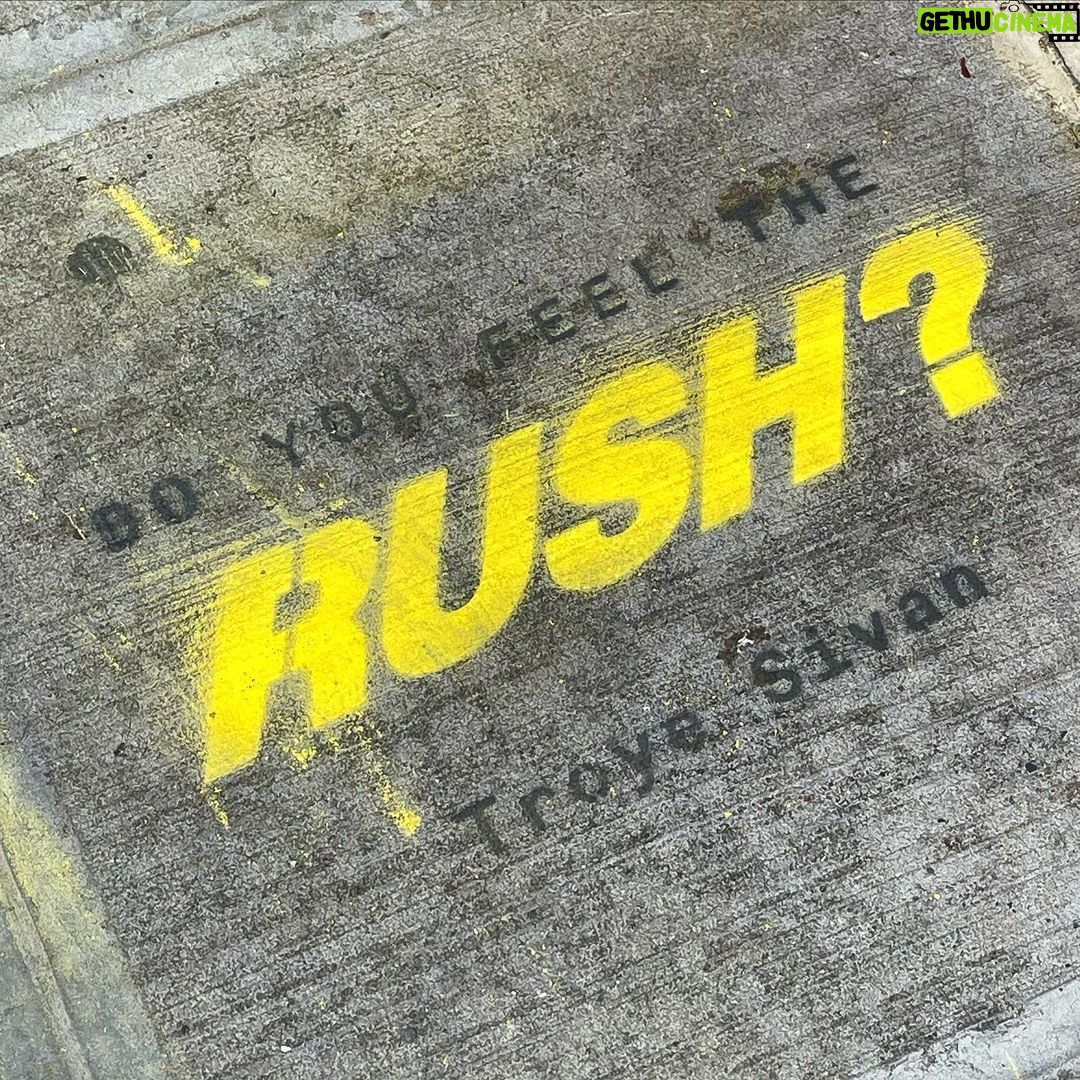 GETHUCINEMA
DO YOU FEEL THE
RUSH?
Troye Sivan